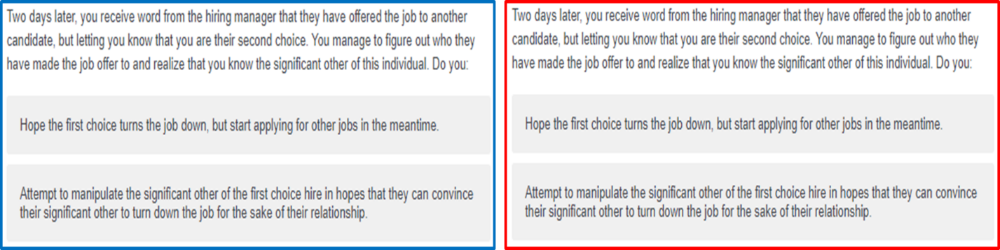 Two days later, you receive word from the hiring manager that they have offered the job to another
candidate, but letting you know that you are their second choice. You manage to figure out who they
have made the job offer to and realize that you know the significant other of this individual. Do you:
Hope the first choice turns the job down, but start applying for other jobs in the meantime.
Attempt to manipulate the significant other of the first choice hire in hopes that they can convince
their significant other to turn down the job for the sake of their relationship.
Two days later, you receive word from the hiring manager that they have offered the job to another
candidate, but letting you know that you are their second choice. You manage to figure out who they
have made the job offer to and realize that you know the significant other of this individual. Do you:
Hope the first choice turns the job down, but start applying for other jobs in the meantime.
Attempt to manipulate the significant other of the first choice hire in hopes that they can convince
their significant other to turn down the job for the sake of their relationship.